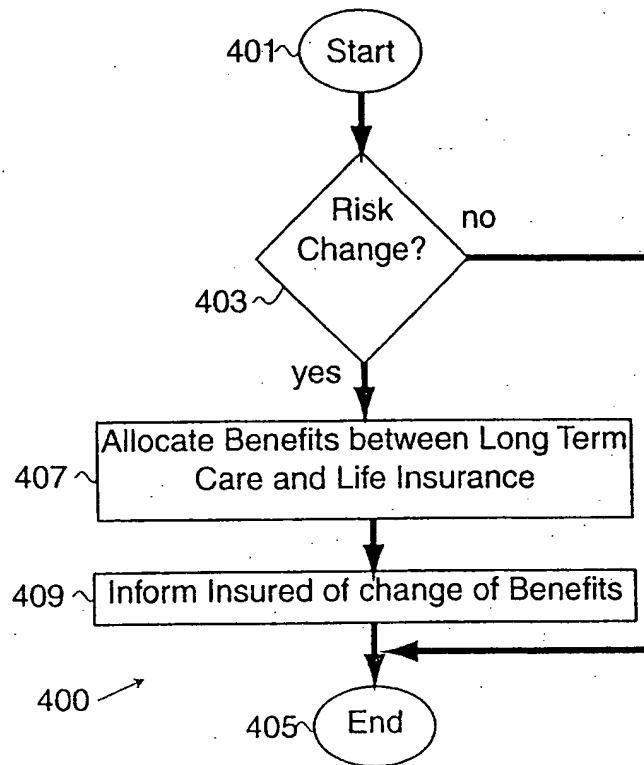 401
Start
Risk
Change?
no
403
yes
Allocate Benefits between Long Term
Care and Life Insurance
407
Inform Insured of change of Benefits
409
400
405
End